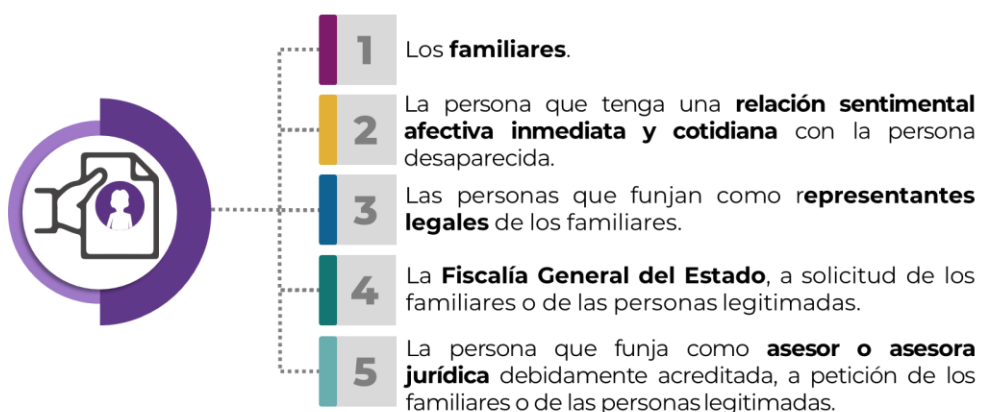 1
Los familiares.
2
La persona que tenga una relación sentimental
afectiva inmediata y cotidiana con la persona
desaparecida.
3
Las personas que funjan como representantes
legales de los familiares.
4
La Fiscalía General del Estado, a solicitud de los
familiares o de las personas legitimadas.
5
La persona que funja como asesor o asesora
jurídica debidamente acreditada, a petición de los
familiares o de las personas legitimadas.